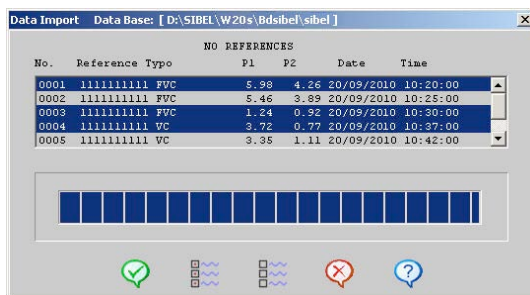 Data Import Data Base: [ D:\SIBEL\W20s\Bdsibel\sibel ]
NO REFERENCES
No. Reference Typo P1 P2 Date Time
0001 1111111111 FVC 5.98 4.26 20/09/2010 10:20:00
0002 1111111111 FVC 5.46 3.89 20/09/2010 10:25:00
0003 1111111111 FVC 1.24 0.92 20/09/2010 10:30:00
0004 1111111111 VC 3.72 0.77 20/09/2010 10:37:00
0005 1111111111 VC 3.35 1.11 20/09/2010 10:42:00